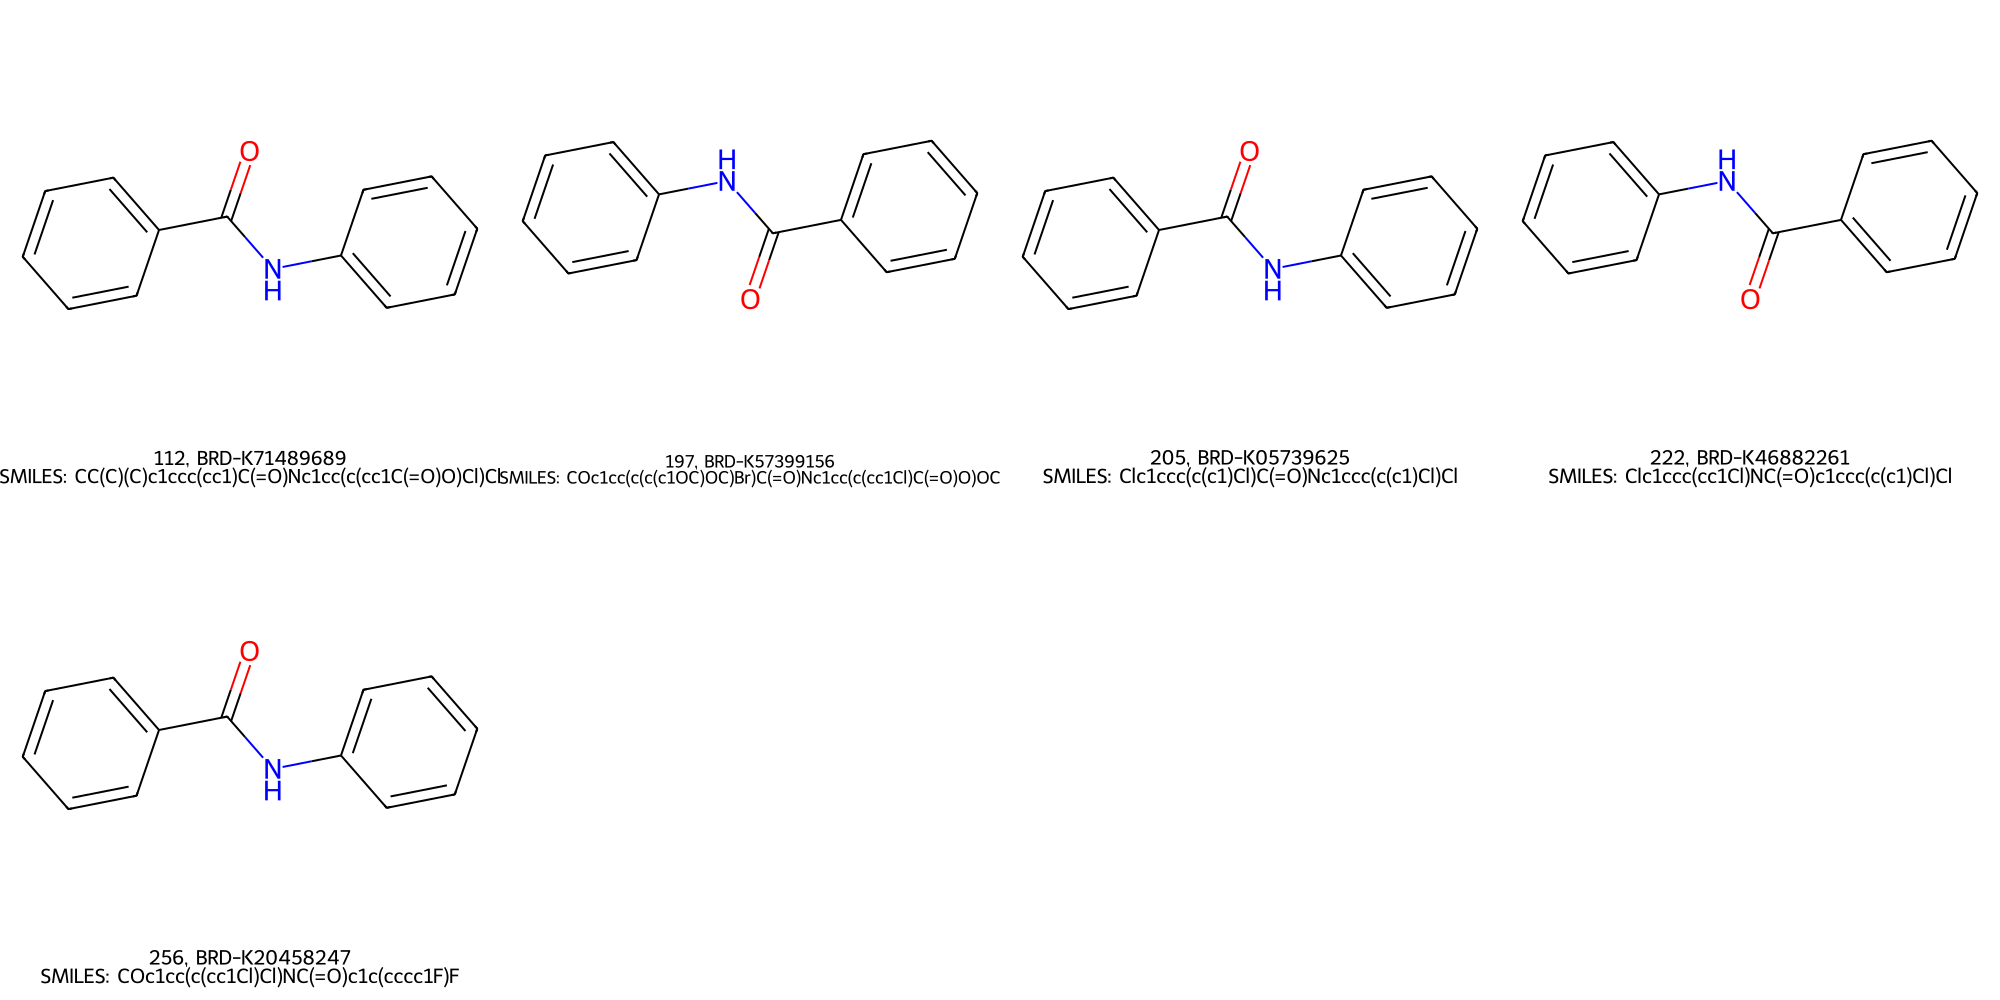 O
N
H
H
N
O
O
N
H
H
N
O
112, BRD-K71489689
SMILES: CC(C)(C)c1ccc(cc1)C(=O)Nc1cc(c(cc1C(=O)O)Cl)Cl
197, BRD-K57399156
SMILES: COc1cc(c(c(c1OC)OC)Br)C(=O)Nc1cc(c(cc1Cl)C(=O)O)OC
205, BRD-K05739625
SMILES: Clc1ccc(c(c1)Cl)C(=O)Nc1ccc(c(c1)Cl)Cl
222, BRD-K46882261
SMILES: Clc1ccc(cc1Cl)NC(=O)c1ccc(c(c1)Cl)Cl
O
N
H
256, BRD-K20458247
SMILES: COc1cc(c(cc1Cl)Cl)NC(=O)c1c(cccc1F)F